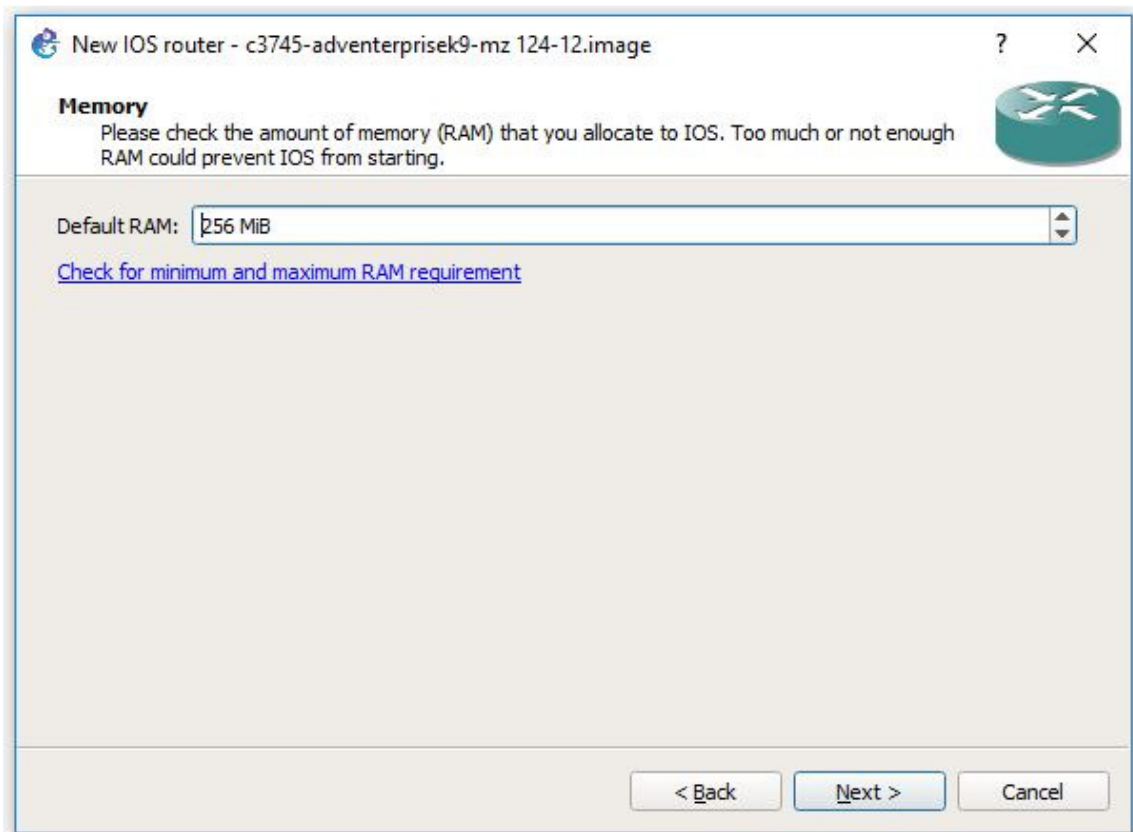 New IOS router - c3745-adventerprisek9-mz 124-12.image
?
Memory
Please check the amount of memory (RAM) that you allocate to IOS. Too much or not enough
RAM could prevent IOS from starting.
Default RAM: 256 MiB
Check for minimum and maximum RAM requirement
< Back Next > Cancel